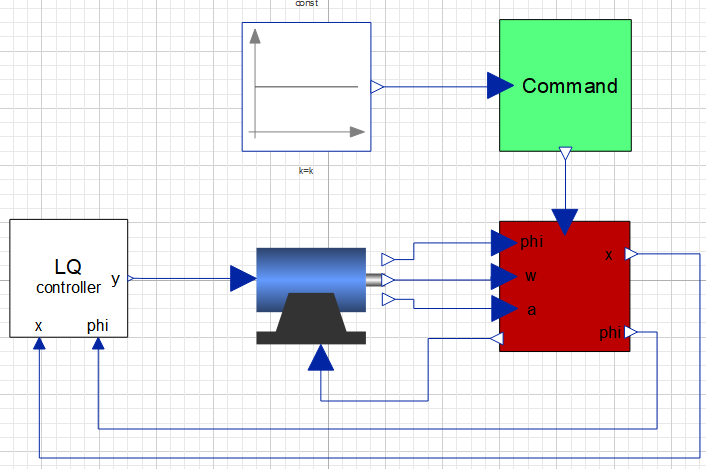 const
Command
k=k
LQ
controller
y
x
phi
phi
w
a
x
phi